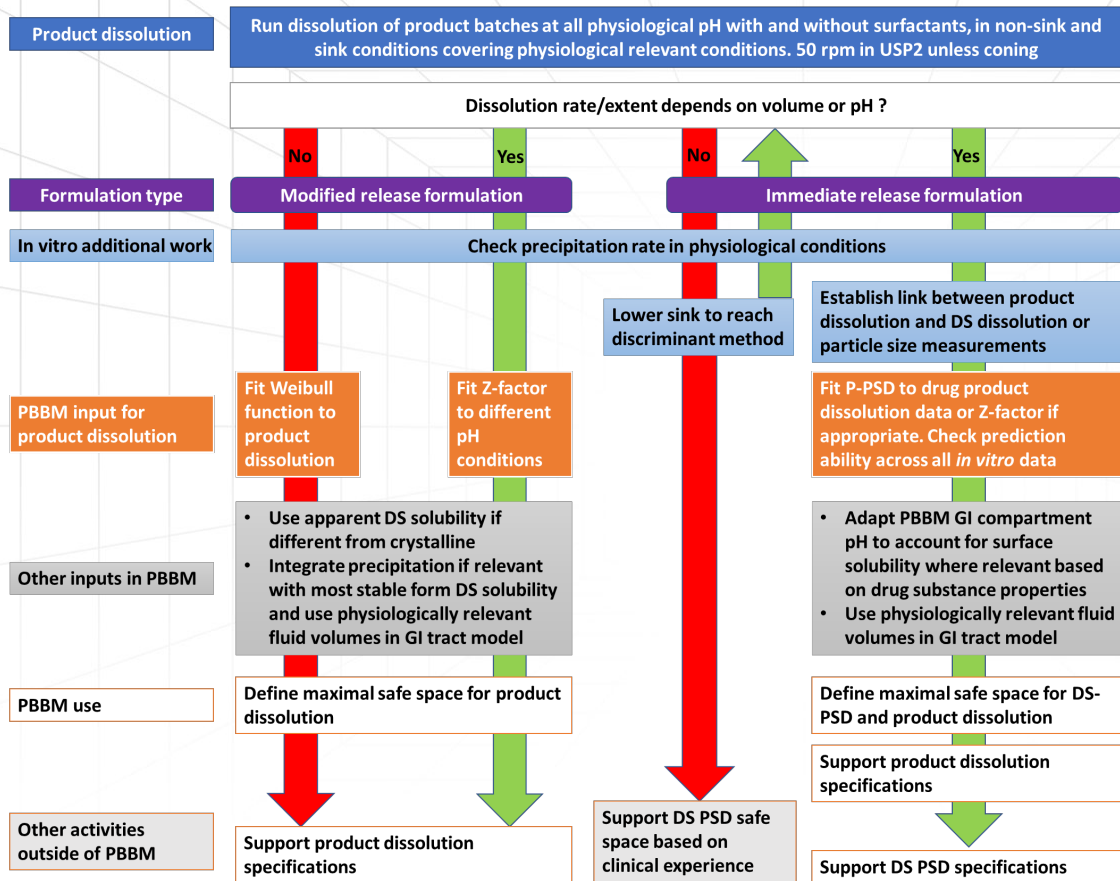 Product dissolution
Run dissolution of product batches at all physiological pH with and without surfactants, in non-sink and
sink conditions covering physiological relevant conditions. 50 rpm in USP2 unless coning
Dissolution rate/extent depends on volume or pH ?
No
Yes
No
Yes
Formulation type
Modified release formulation
Immediate release formulation
In vitro additional work
Check precipitation rate in physiological conditions
Lower sink to reach
discriminant method
Establish link between product
dissolution and DS dissolution or
particle size measurements
PBBM input for
product dissolution
Fit Weibull
function to
product
dissolution
Fit Z-factor
to different
pH
conditions
Fit P-PSD to drug product
dissolution data or Z-factor if
appropriate. Check prediction
ability across all in vitro data
Other inputs in PBBM
• Use apparent DS solubility if
different from crystalline
• Integrate precipitation if relevant
with most stable form DS solubility
and use physiologically relevant
fluid volumes in GI tract model
• Adapt PBBM GI compartment
pH to account for surface
solubility where relevant based
on drug substance properties
• Use physiologically relevant fluid
volumes in GI tract model
PBBM use
Define maximal safe space for product
dissolution
Define maximal safe space for DS-
PSD and product dissolution
Support product dissolution
specifications
Other activities
outside of PBBM
Support product dissolution
specifications
Support DS PSD safe
space based on
clinical experience
Support DS PSD specifications